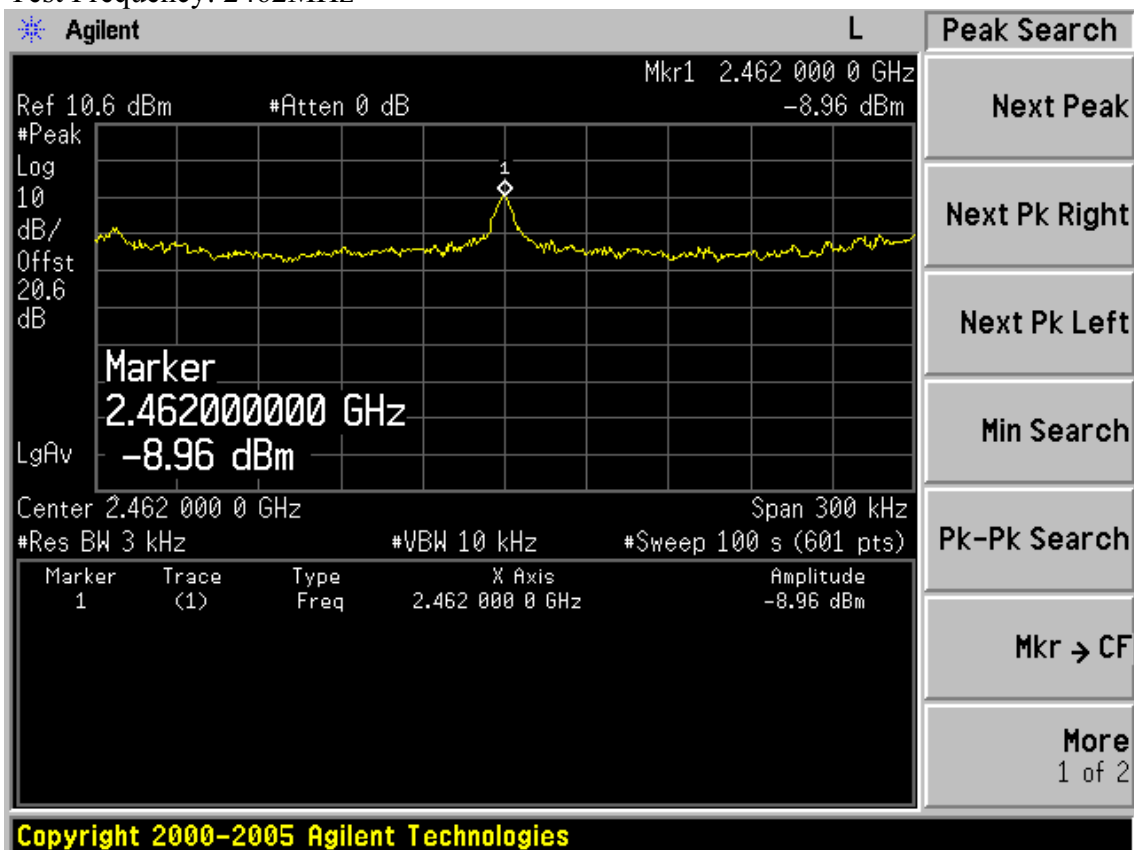 Test Frequency: 2462MHz
Agilent L Peak Search
Mkr1 2.462 000 0 GHz
Ref 10.6 dBm #Atten 0 dB -8.96 dBm
#Peak
Log
10
dB/
Offst
20.6
dB
1
Marker
2.462000000 GHz
-8.96 dBm
LgAv
Center 2.462 000 0 GHz Span 300 kHz
#Res BW 3 kHz #VBW 10 kHz #Sweep 100 s (601 pts)
Marker Trace Type X Axis Amplitude
1 (1) Freq 2.462 000 0 GHz -8.96 dBm
Next Peak
Next Pk Right
Next Pk Left
Min Search
Pk-Pk Search
Mkr → CF
More
1 of 2
Copyright 2000-2005 Agilent Technologies